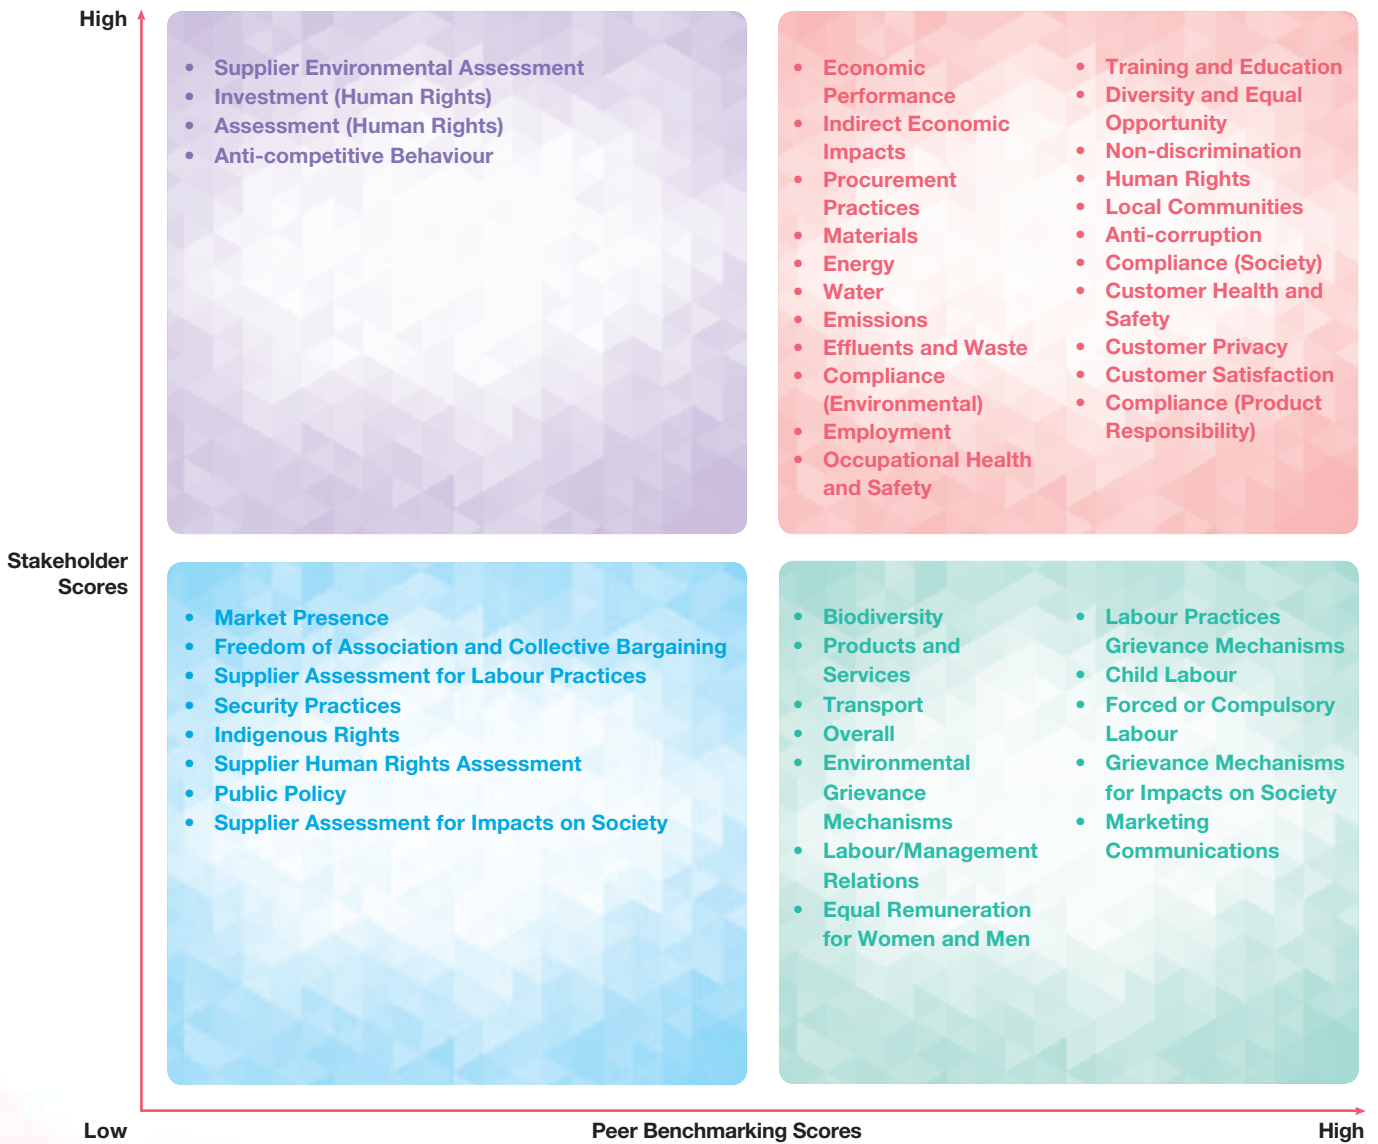 High
• Supplier Environmental Assessment
• Investment (Human Rights)
• Assessment (Human Rights)
• Anti-competitive Behaviour
• Economic
Performance
• Indirect Economic
Impacts
• Procurement
Practices
• Materials
• Energy
• Water
• Emissions
• Effluents and Waste
• Compliance
(Environmental)
• Employment
• Occupational Health
and Safety
• Training and Education
• Diversity and Equal
Opportunity
• Non-discrimination
• Human Rights
• Local Communities
• Anti-corruption
• Compliance (Society)
• Customer Health and
Safety
• Customer Privacy
• Customer Satisfaction
• Compliance (Product
Responsibility)
Stakeholder
Scores
• Market Presence
• Freedom of Association and Collective Bargaining
• Supplier Assessment for Labour Practices
• Security Practices
• Indigenous Rights
• Supplier Human Rights Assessment
• Public Policy
• Supplier Assessment for Impacts on Society
• Biodiversity
• Products and
Services
• Transport
• Overall
• Environmental
Grievance
Mechanisms
• Labour/Management
Relations
• Equal Remuneration
for Women and Men
• Labour Practices
Grievance Mechanisms
• Child Labour
• Forced or Compulsory
Labour
• Grievance Mechanisms
for Impacts on Society
• Marketing
Communications
Low
Peer Benchmarking Scores
High